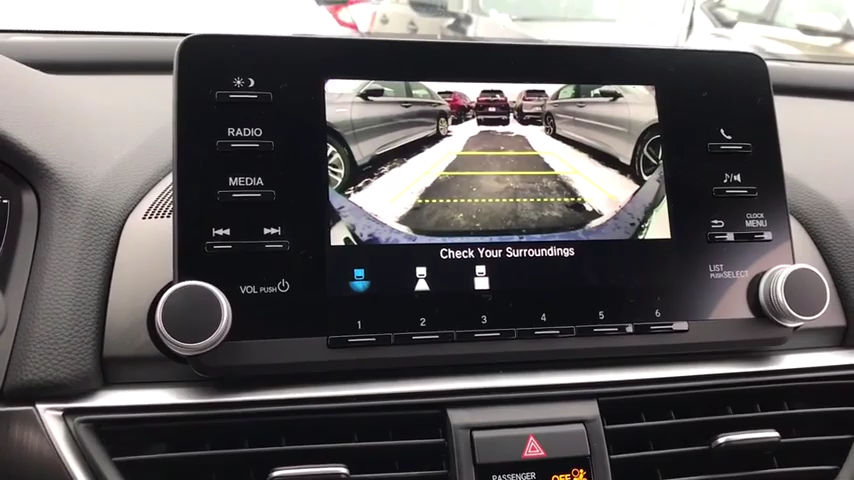 RADIO
MEDIA
VOL PUSH
Check Your Surroundings
CLOCK
MENU
LIST
PUSH SELECT
1 2 3 4 5 6
PASSENGER
OFF